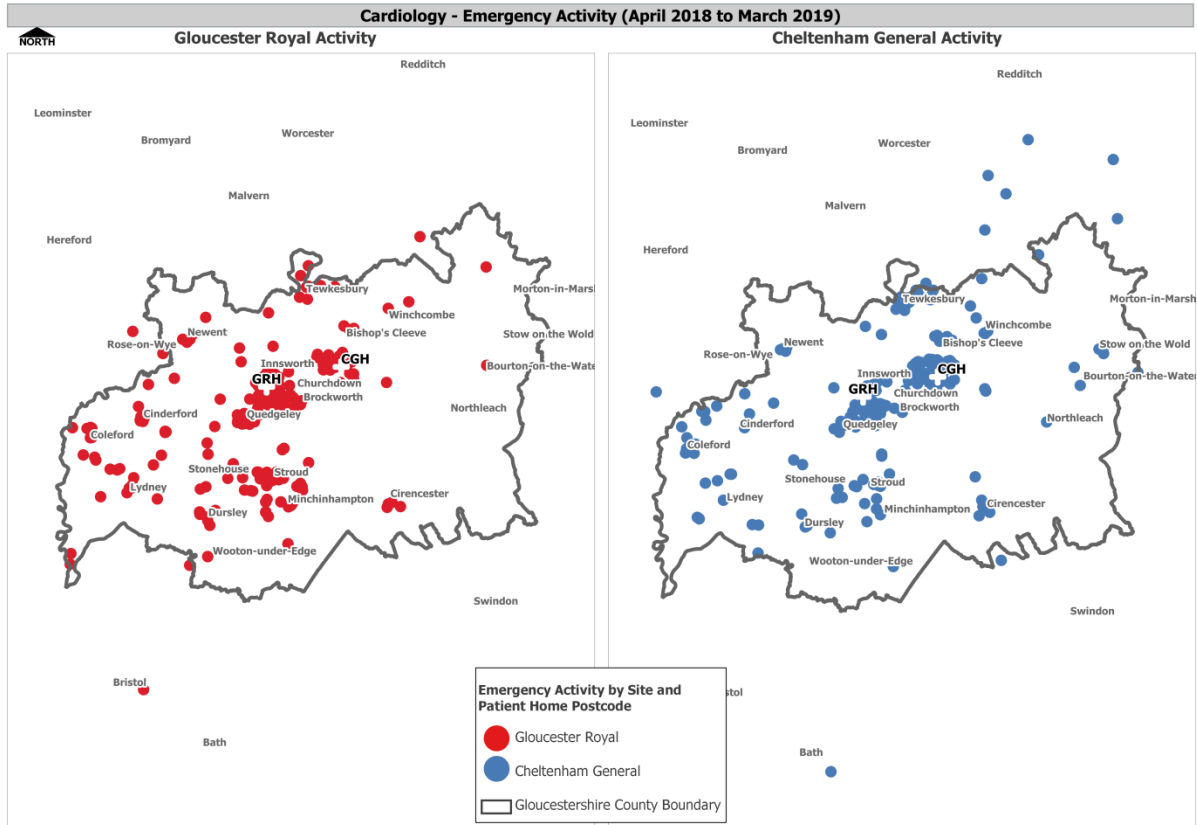 Cardiology - Emergency Activity (April 2018 to March 2019)
NORTH
Gloucester Royal Activity
Redditch
Leominster
Worcester
Bromyard
Malvern
Hereford
Tewkesbury
Morton-in-Marsh
Winchcombe
Newent
Bishop's Cleeve
Stow on the Wold
Rose-on-Wye
CGH
Innsworth
Bourton-on-the-Wate
GRH
Churchdown
Brockworth
Northleach
Cinderford
Quedgeley
Coleford
Stonehouse
Stroud
Lydney
Minchinhampton
Cirencester
Dursley
Wooton-under-Edge
Swindon
Bristol
Bath
Cheltenham General Activity
Redditch
Leominster
Worcester
Bromyard
Malvern
Hereford
Tewkesbury
Morton-in-Marsh
Winchcombe
Newent
Bishop's Cleeve
Stow on the Wold
Rose-on-Wye
CGH
Innsworth
Bourton-on-the-Water
GRH
Churchdown
Brockworth
Northleach
Cinderford
Quedgeley
Coleford
Stonehouse
Stroud
Lydney
Minchinhampton
Cirencester
Dursley
Wooton-under-Edge
Swindon
stol
Bath
Emergency Activity by Site and
Patient Home Postcode
Gloucester Royal
Cheltenham General
Gloucestershire County Boundary